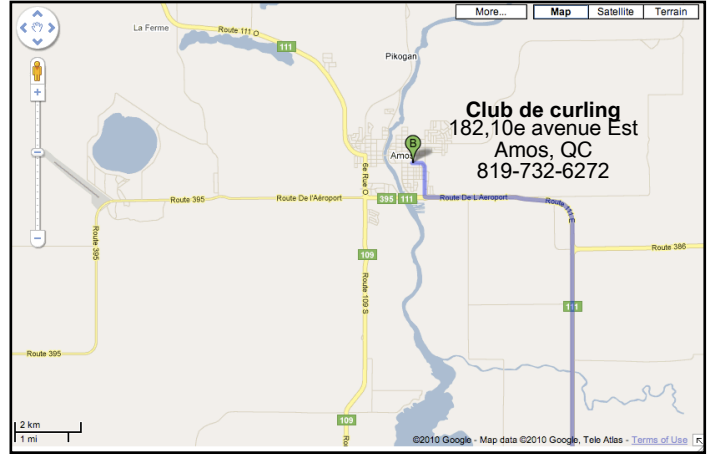 More...
Map
Satellite
Terrain
La Ferme
Route 111 O
111
Pikogan
Club de curling
182,10e avenue Est
Amos, QC
819-732-6272
B
Amos
6e Rue O
Route 395
Route De l'Aéroport
395
111
Route De L Aeroport
Route 111 E
Route 395
109
Route 386
Route 109 S
111
Route 395
109
2 km
1 mi
©2010 Google - Map data ©2010 Google, Tele Atlas - Terms of Use